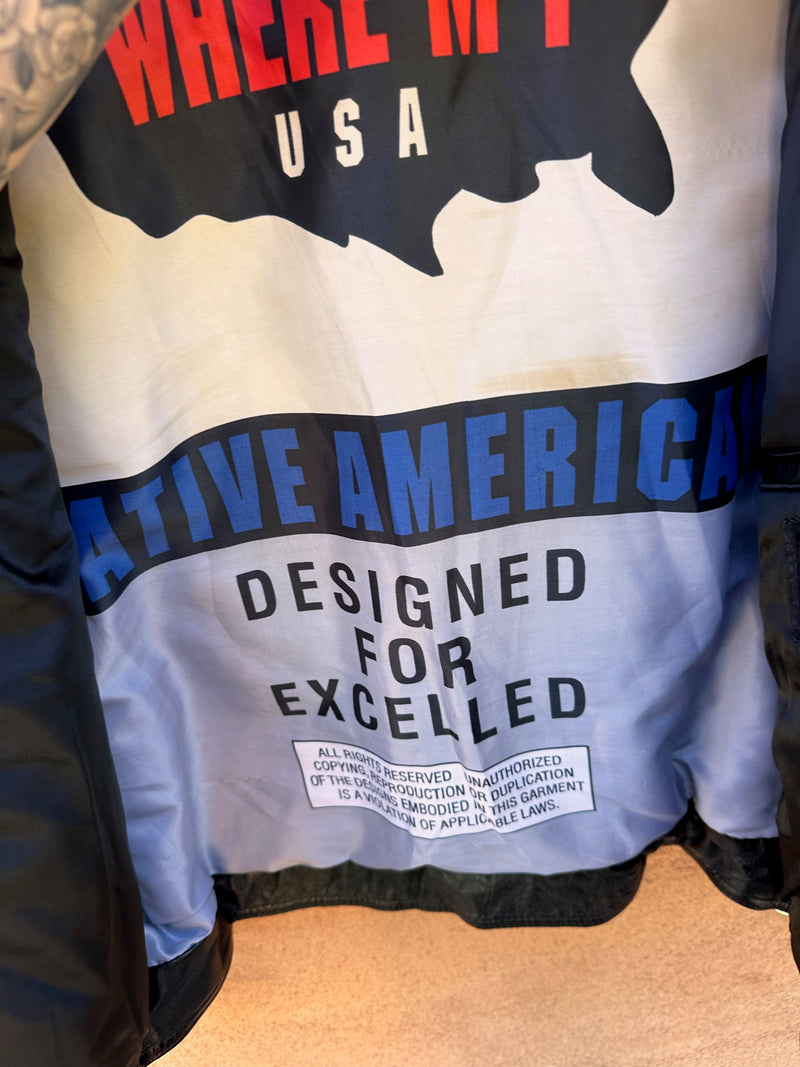 WHERE M I
USA
ATIVE AMERICA
DESIGNED
FOR
EXCELLED
ALL RIGHTS RESERVED UNAUTHORIZED
COPYING, REPRODUCTION OR DUPLICATION
OF THE DESIGNS EMBODIED IN THIS GARMENT
IS A VIOLATION OF APPLICABLE LAWS.